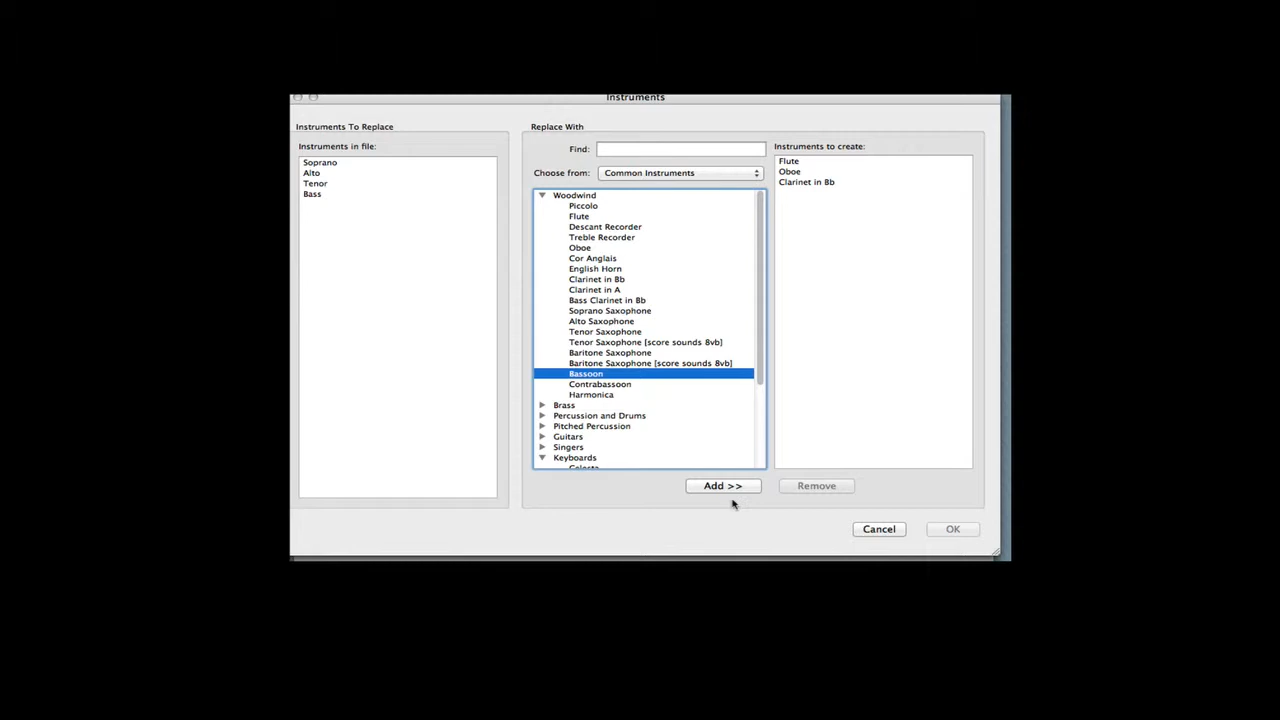 Instruments
Instruments To Replace
Instruments in file:
Soprano
Alto
Tenor
Bass
Replace With
Find:
Choose from: Common Instruments
Woodwind
Piccolo
Flute
Descant Recorder
Treble Recorder
Oboe
Cor Anglais
English Horn
Clarinet in Bb
Clarinet in A
Bass Clarinet in Bb
Soprano Saxophone
Alto Saxophone
Tenor Saxophone
Tenor Saxophone [score sounds 8vb]
Baritone Saxophone
Baritone Saxophone [score sounds 8vb]
Bassoon
Contrabassoon
Harmonica
Brass
Percussion and Drums
Pitched Percussion
Guitars
Singers
Keyboards
Celesta
Instruments to create:
Flute
Oboe
Clarinet in Bb
Add >>
Remove
Cancel
OK